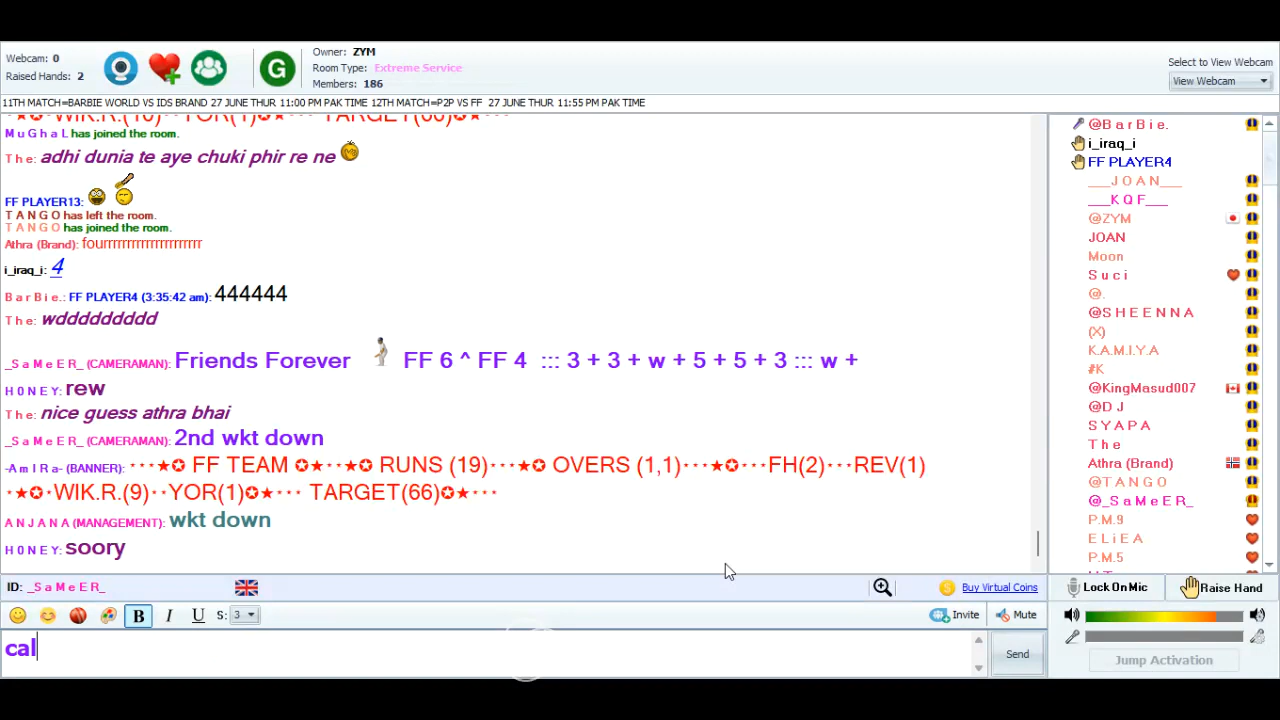 Webcam: 0
Raised Hands: 2
G
Owner: ZYM
Room Type: Extreme Service
Members: 186
Select to View Webcam
View Webcam
11TH MATCH=BARBIE WORLD VS IDS BRAND 27 JUNE THUR 11:00 PM PAK TIME 12TH MATCH=P2P VS FF 27 JUNE THUR 11:55 PM PAK TIME
M u G h a L has joined the room.
T h e: adhi dunia te aye chuki phir re ne
FF PLAYER13:
T A N G O has left the room.
T A N G O has joined the room.
Athra (Brand): fourrrrrrrrrrrrrrrrrrrrr
i_iraq_i: 4
B a r B i e.: FF PLAYER4 (3:35:42 am): 444444
T h e: wddddddddd
_S a M e E R_ (CAMERAMAN): Friends Forever FF 6 ^ FF 4 ::: 3 + 3 + w + 5 + 5 + 3 ::: w +
H 0 N E Y: rew
T h e: nice guess athra bhai
_S a M e E R_ (CAMERAMAN): 2nd wkt down
-A m I R a- (BANNER): ⋆⋆⋆★✪ FF TEAM ✪★⋆⋆★✪ RUNS (19)⋆⋆⋆★✪ OVERS (1,1)⋆⋆⋆★✪⋆⋆⋆FH(2)⋆⋆⋆REV(1)
⋆★✪⋆WIK.R.(9)⋆⋆YOR(1)✪★⋆⋆⋆ TARGET(66)✪★⋆⋆⋆
A N J A N A (MANAGEMENT): wkt down
H 0 N E Y: soory
@B a r B i e.
i_iraq_i
FF PLAYER4
___J O A N___
___K Q F___
@ZYM
JOAN
Moon
S u c i
@.
@S H E E N N A
(X)
K.A.M.I.Y.A
#K
@KingMasud007
@D J
S Y A P A
T h e
Athra (Brand)
@T A N G O
@_S a M e E R_
P.M.9
E L i E A
P.M.5
ID: _S a M e E R_
Buy Virtual Coins
Lock On Mic
Raise Hand
B I U S: 3
Invite
Mute
cal
Send
Jump Activation